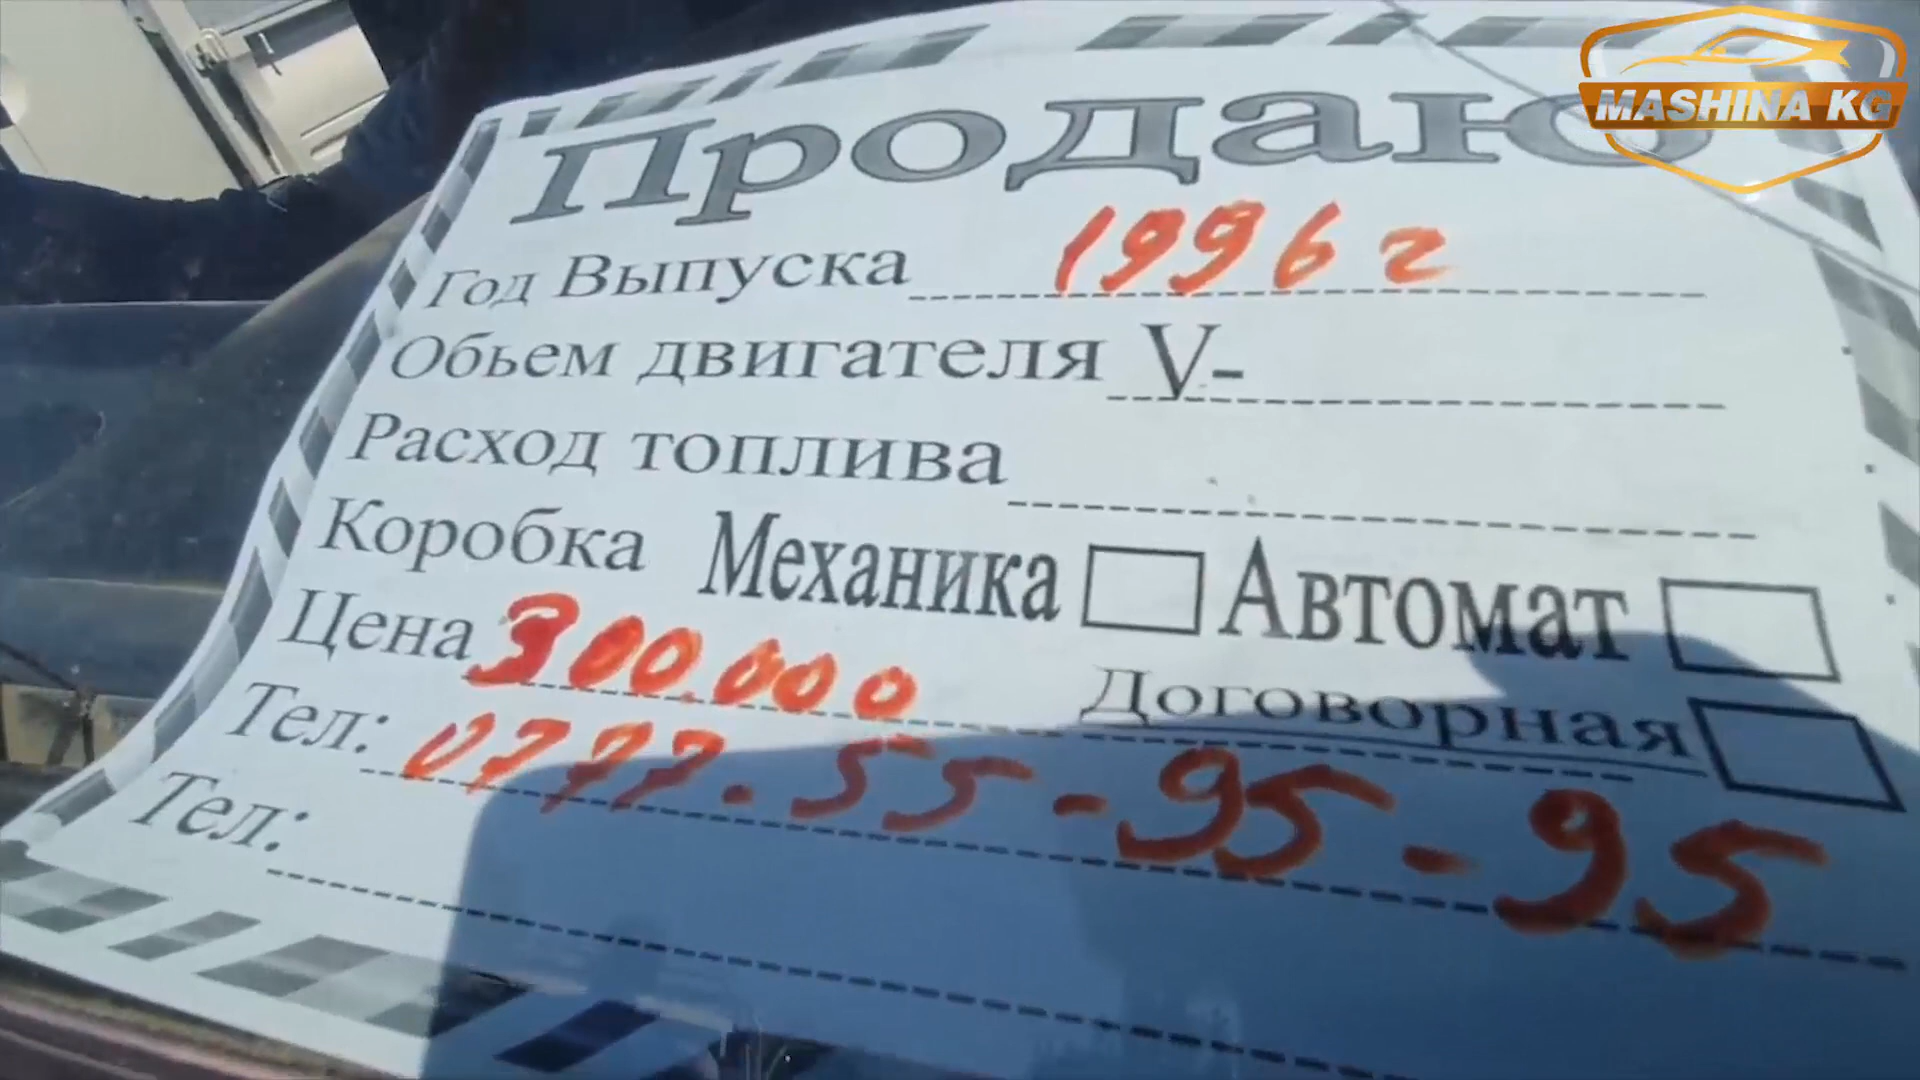 MASHINA KG
Продаю
Год Выпуска 1996 г
Обьем двигателя V-
Расход топлива
Коробка Механика Автомат
Цена 300.000 Договорная
Тел: 0777-55-95-95
Тел: